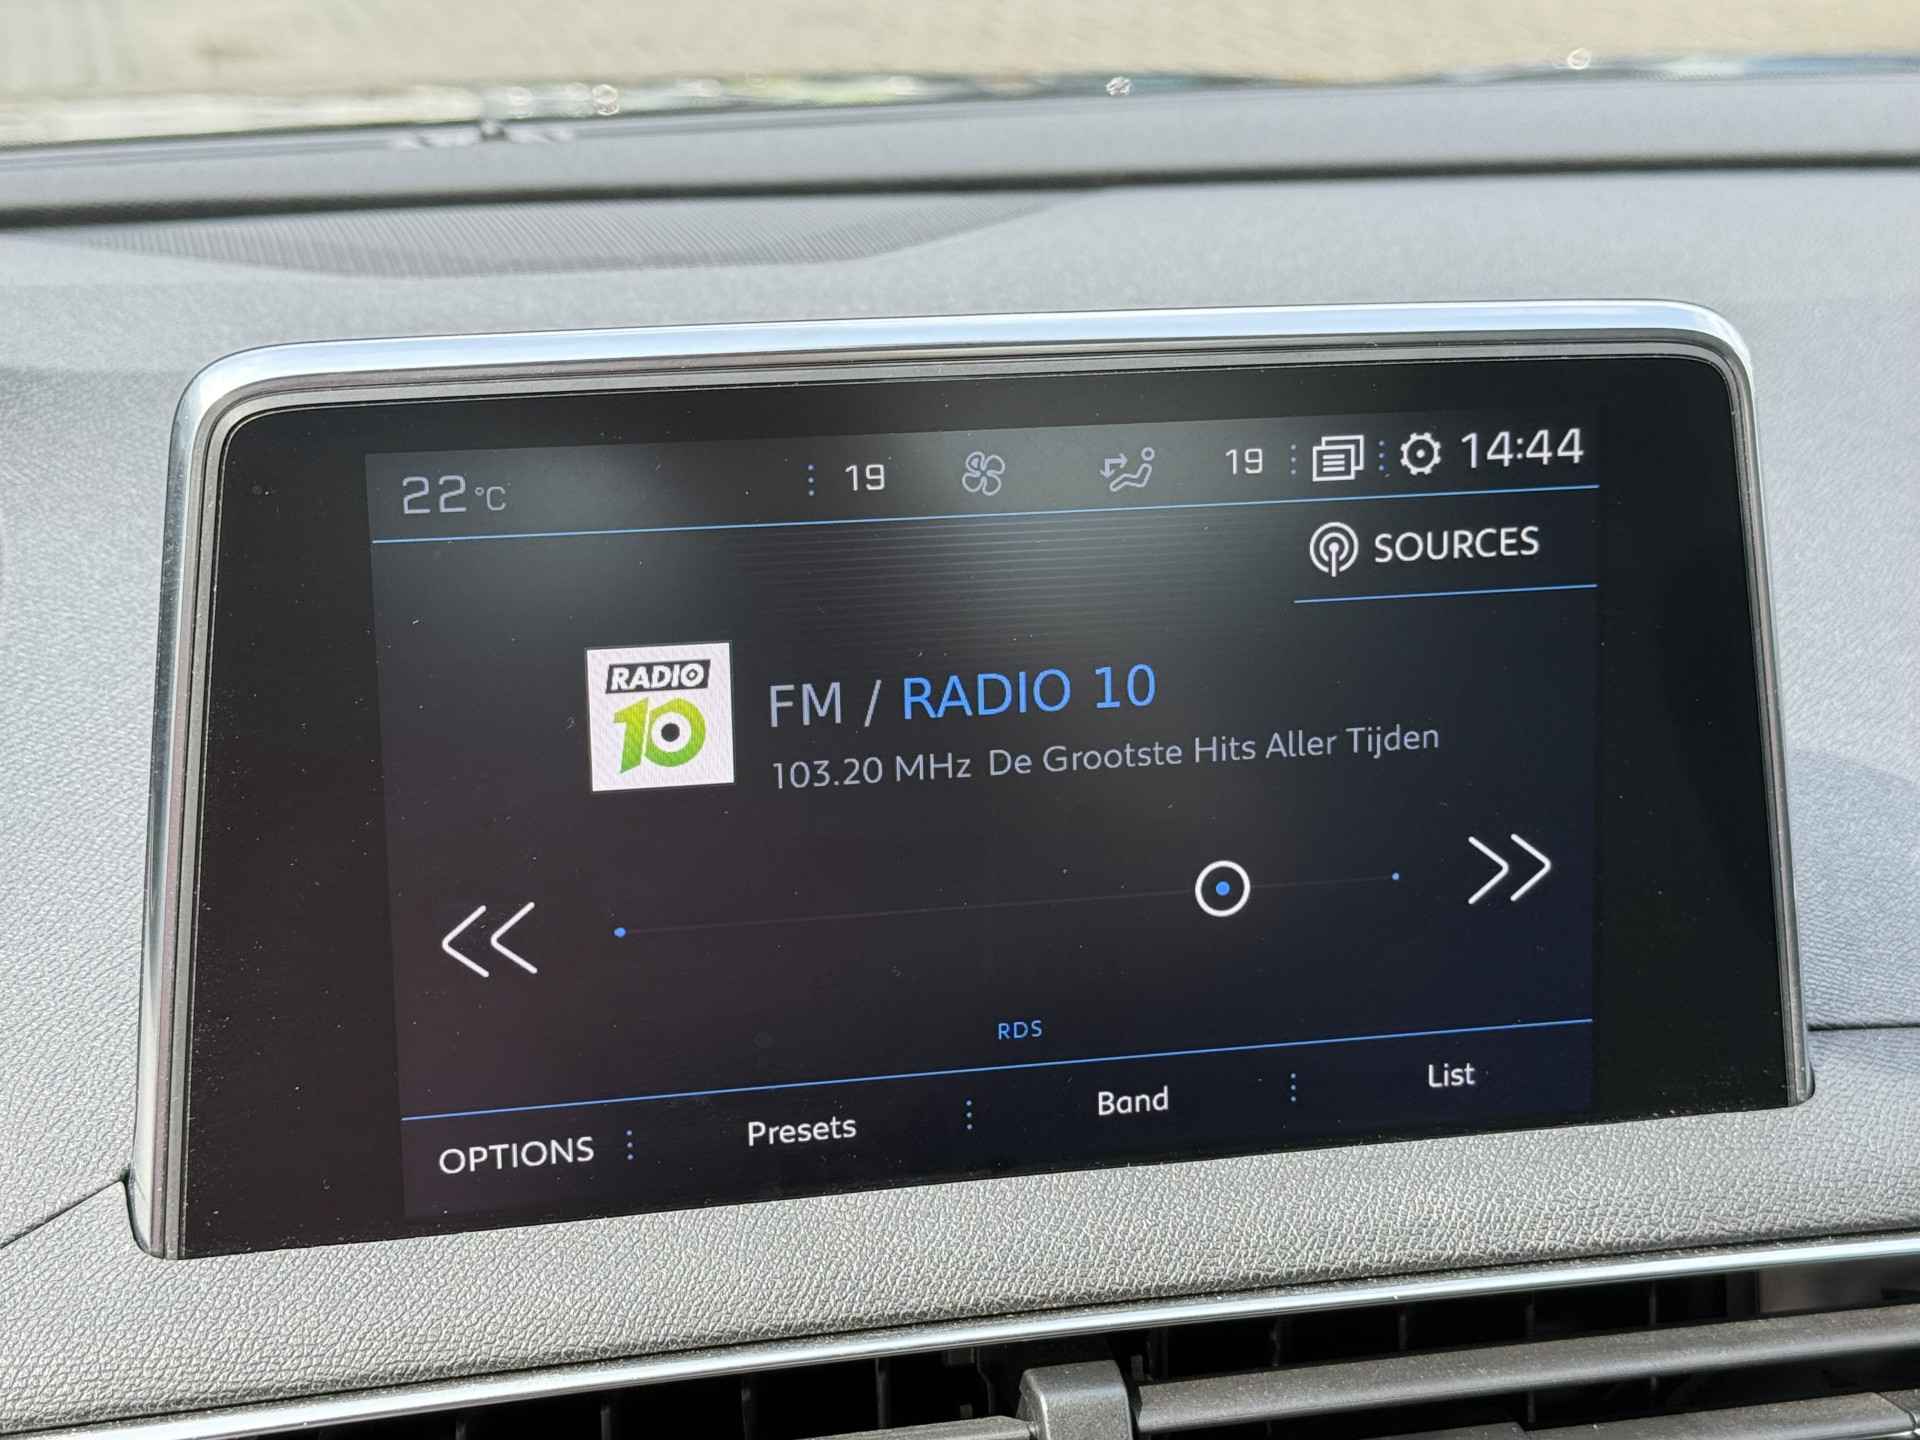 22 °C 19 19 14:44
SOURCES
RADIO
10
FM / RADIO 10
103.20 MHz De Grootste Hits Aller Tijden
RDS
OPTIONS Presets Band List